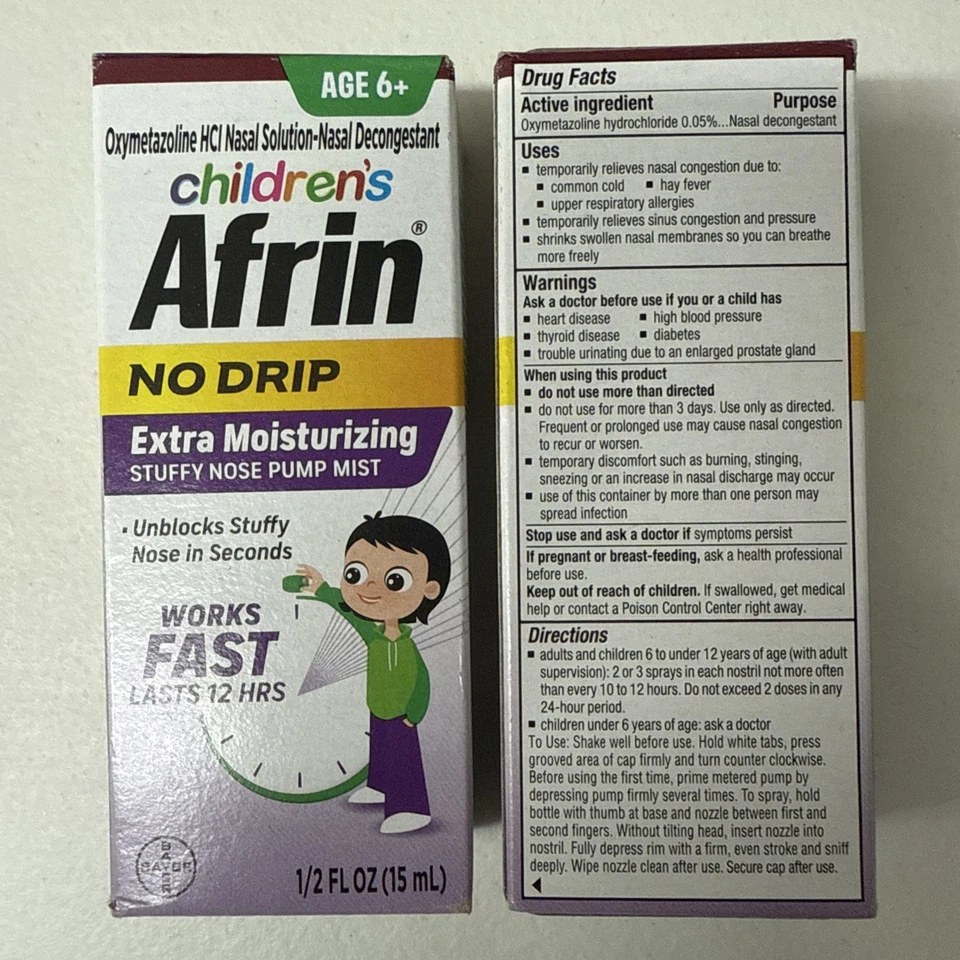 AGE 6+
Oxymetazoline HCl Nasal Solution-Nasal Decongestant
children's
Afrin®
NO DRIP
Extra Moisturizing
STUFFY NOSE PUMP MIST
• Unblocks Stuffy
Nose in Seconds
WORKS
FAST
LASTS 12 HRS
BAYER
BAYER
1/2 FL OZ (15 mL)
Drug Facts
Active ingredient Purpose
Oxymetazoline hydrochloride 0.05%...Nasal decongestant
Uses
▪ temporarily relieves nasal congestion due to:
▪ common cold ▪ hay fever
▪ upper respiratory allergies
▪ temporarily relieves sinus congestion and pressure
▪ shrinks swollen nasal membranes so you can breathe
more freely
Warnings
Ask a doctor before use if you or a child has
▪ heart disease ▪ high blood pressure
▪ thyroid disease ▪ diabetes
▪ trouble urinating due to an enlarged prostate gland
When using this product
▪ do not use more than directed
▪ do not use for more than 3 days. Use only as directed.
Frequent or prolonged use may cause nasal congestion
to recur or worsen.
▪ temporary discomfort such as burning, stinging,
sneezing or an increase in nasal discharge may occur
▪ use of this container by more than one person may
spread infection
Stop use and ask a doctor if symptoms persist
If pregnant or breast-feeding, ask a health professional
before use.
Keep out of reach of children. If swallowed, get medical
help or contact a Poison Control Center right away.
Directions
▪ adults and children 6 to under 12 years of age (with adult
supervision): 2 or 3 sprays in each nostril not more often
than every 10 to 12 hours. Do not exceed 2 doses in any
24-hour period.
▪ children under 6 years of age: ask a doctor
To Use: Shake well before use. Hold white tabs, press
grooved area of cap firmly and turn counter clockwise.
Before using the first time, prime metered pump by
depressing pump firmly several times. To spray, hold
bottle with thumb at base and nozzle between first and
second fingers. Without tilting head, insert nozzle into
nostril. Fully depress rim with a firm, even stroke and sniff
deeply. Wipe nozzle clean after use. Secure cap after use.